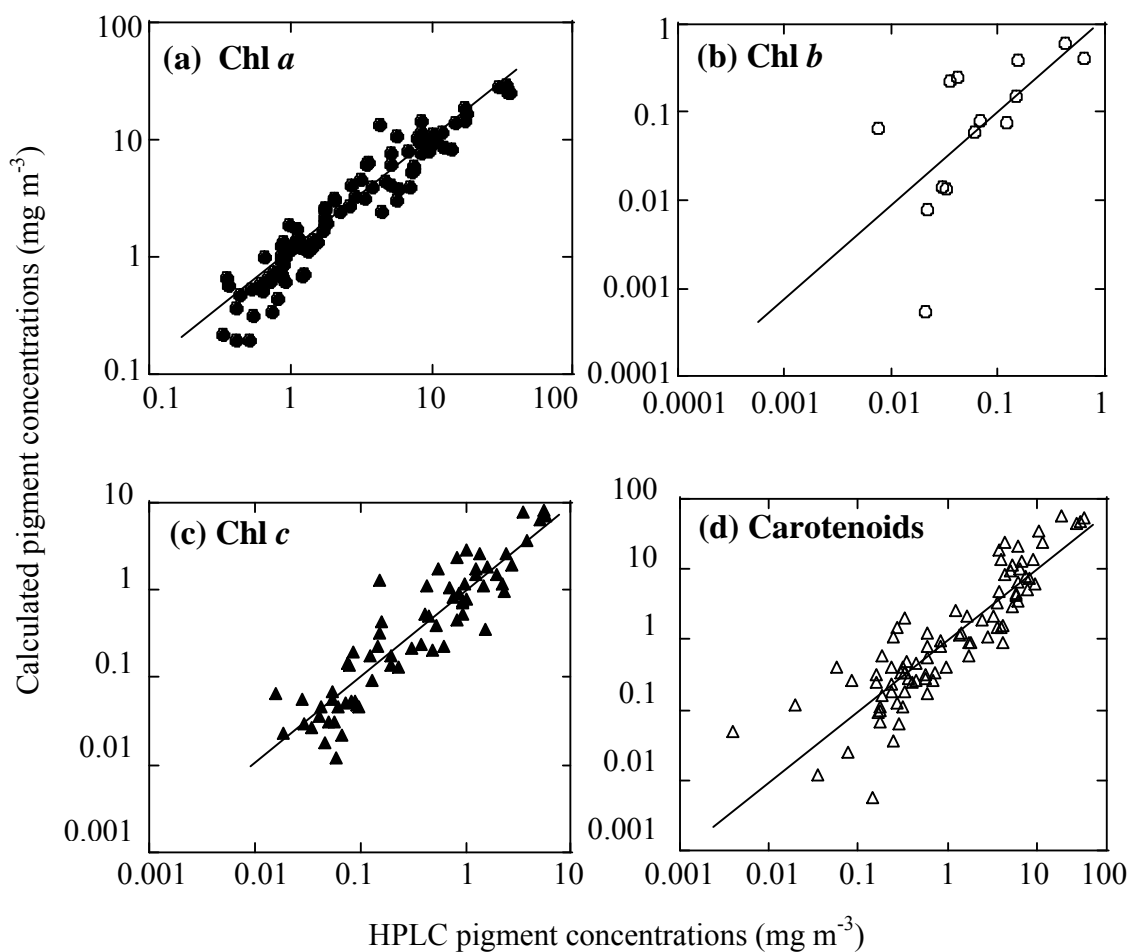 100
(a) Chl a
10
1
0.1
0.1 1 10 100
1
(b) Chl b
0.1
0.01
0.001
0.0001
0.0001 0.001 0.01 0.1 1
10
(c) Chl c
1
0.1
0.01
0.001
0.001 0.01 0.1 1 10
100
(d) Carotenoids
10
1
0.1
0.01
0.001
0.001 0.01 0.1 1 10 100
Calculated pigment concentrations (mg m⁻³)
HPLC pigment concentrations (mg m⁻³)